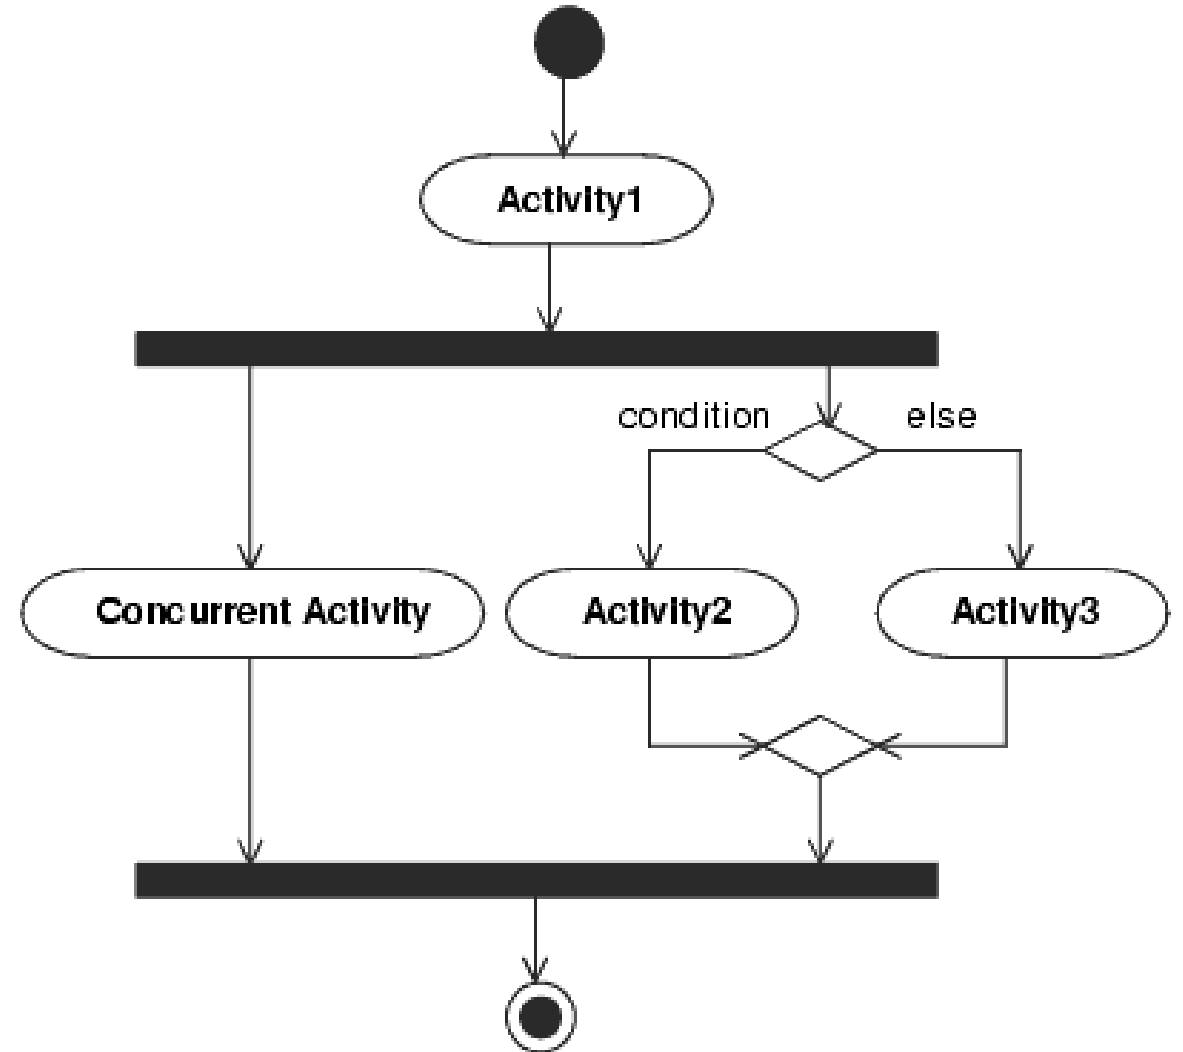 Activity1
condition
else
Concurrent Activity
Activity2
Activity3